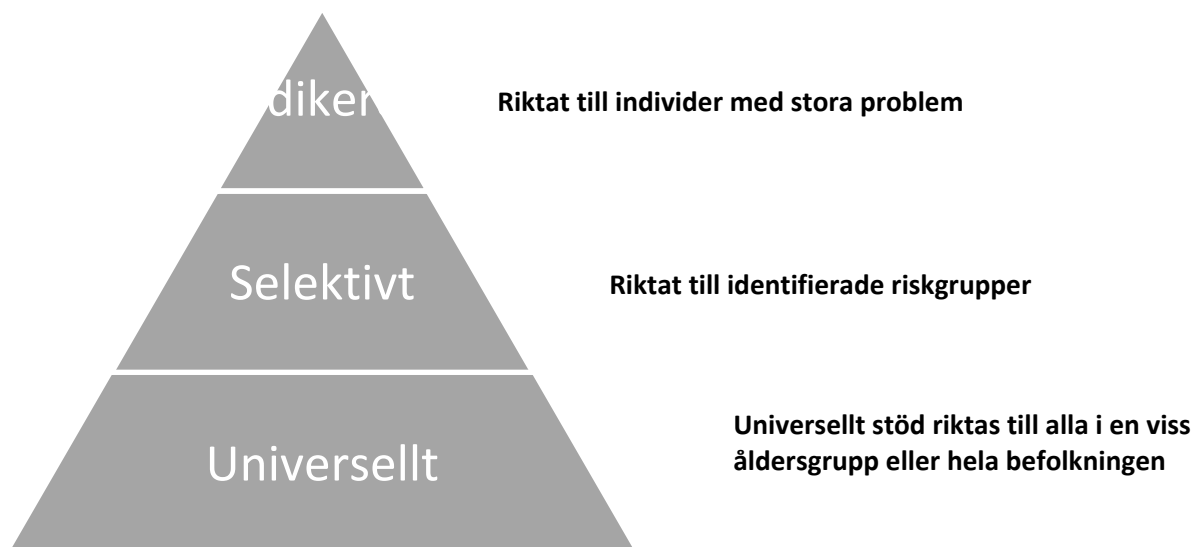 diker
Riktat till individer med stora problem
Selektivt
Riktat till identifierade riskgrupper
Universellt
Universellt stöd riktas till alla i en viss
åldersgrupp eller hela befolkningen